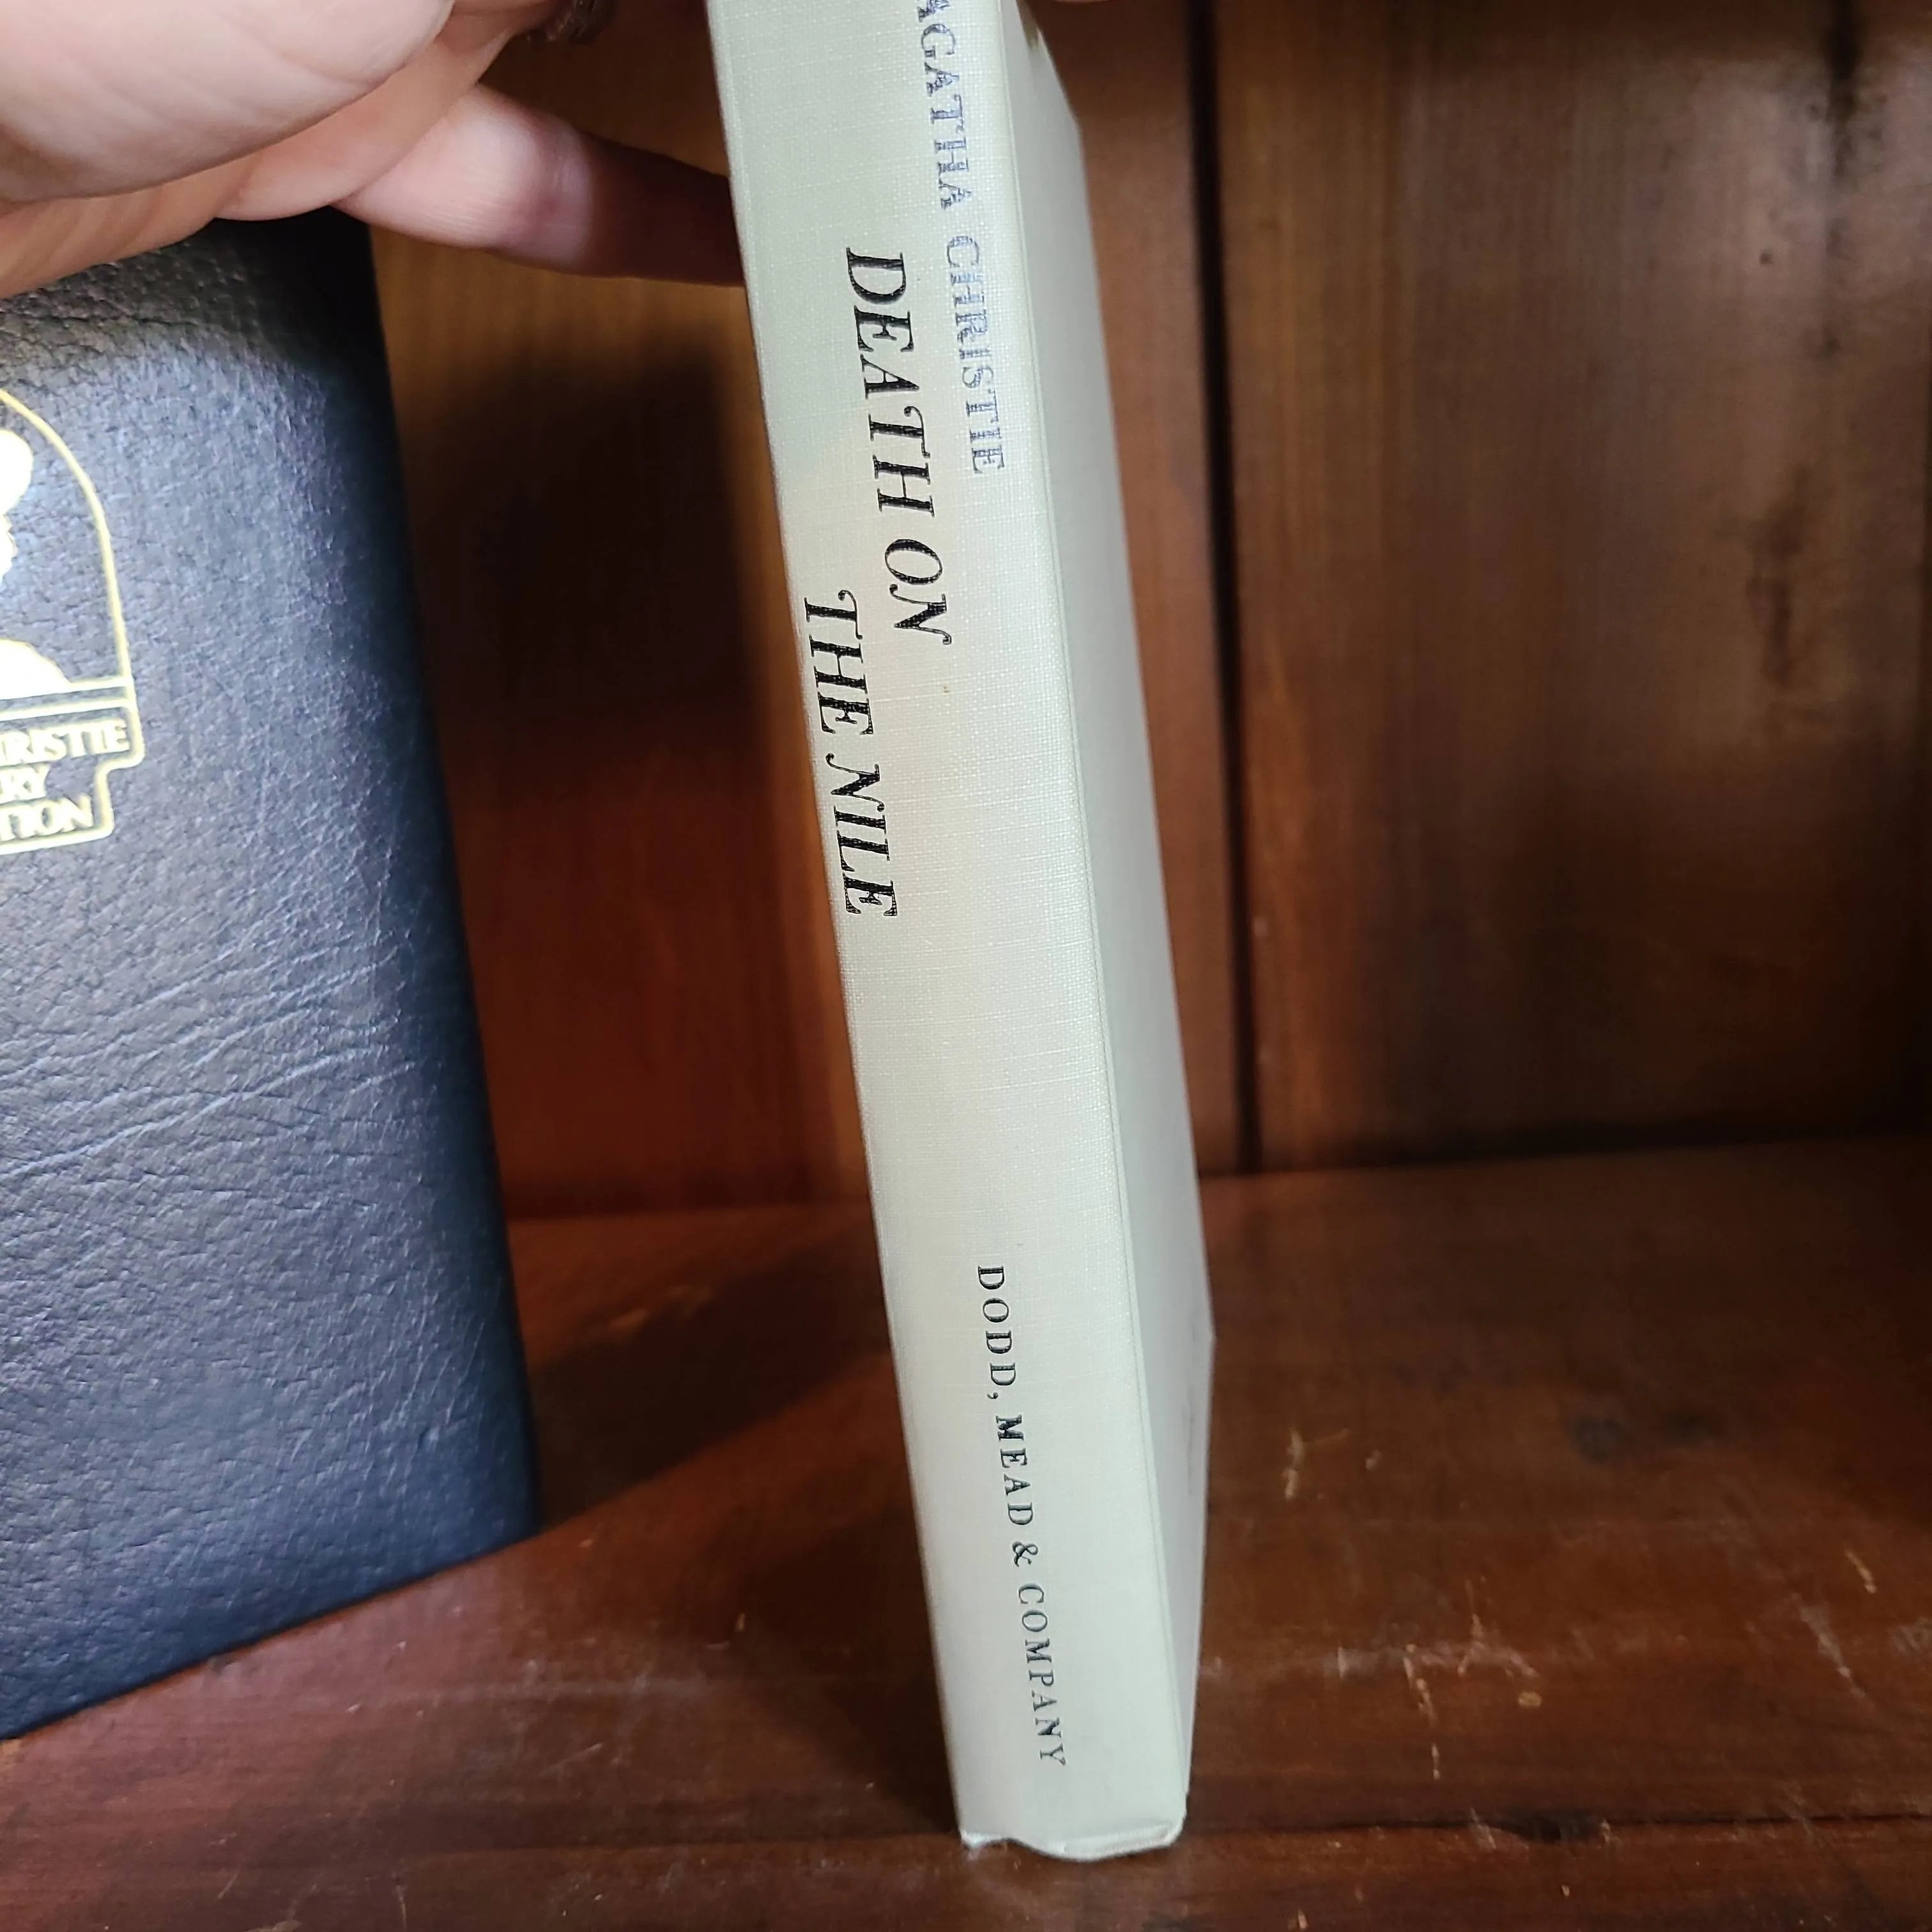 AGATHA CHRISTIE
DEATH ON
THE NILE
DODD, MEAD & COMPANY